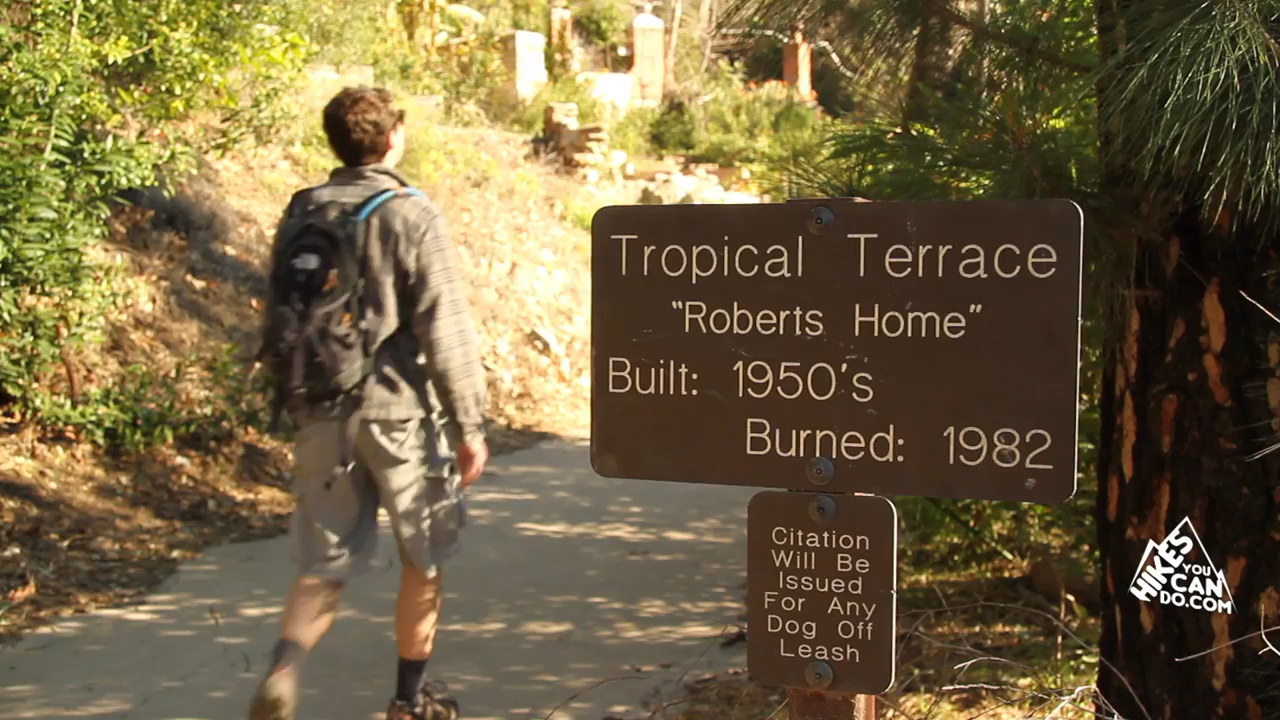 Tropical Terrace
"Roberts Home"
Built: 1950's
Burned: 1982
Citation
Will Be
Issued
For Any
Dog Off
Leash
HIKES
YOU
CAN
DO.COM